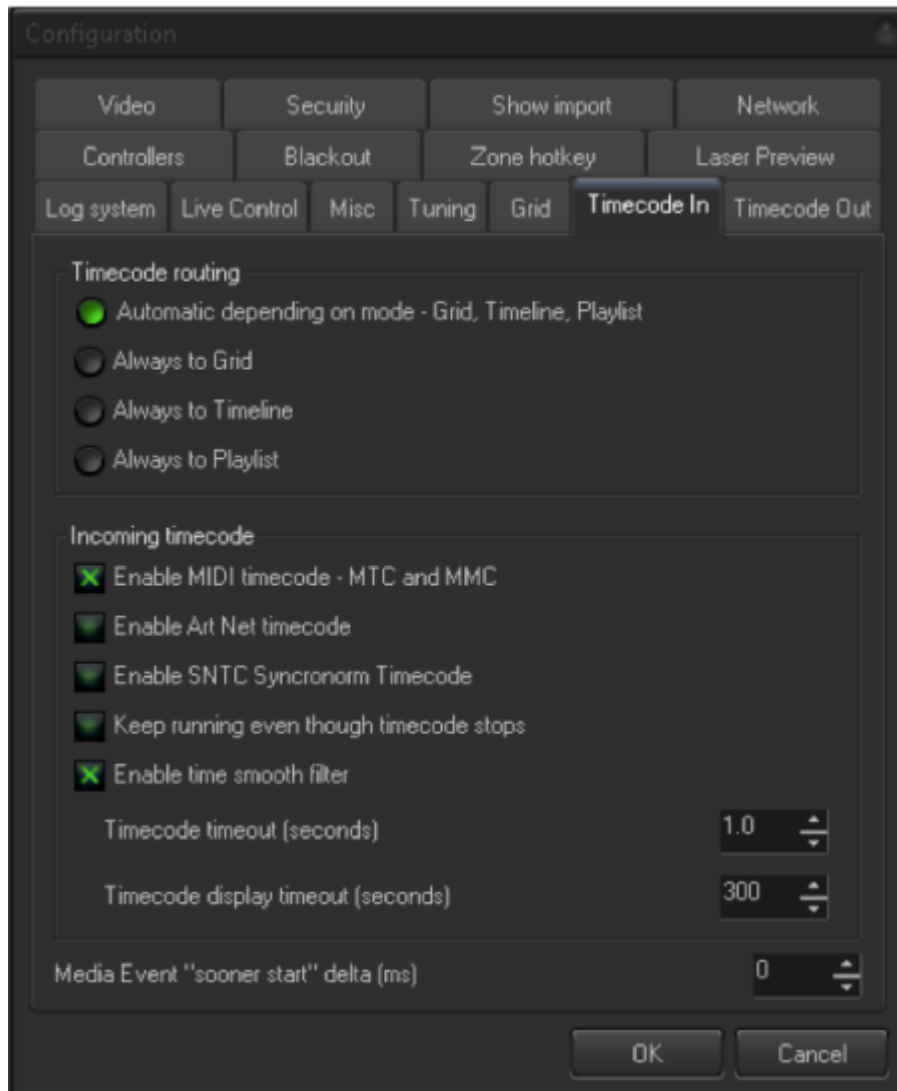 Configuration
Video Security Show import Network
Controllers Blackout Zone hotkey Laser Preview
Log system Live Control Misc Tuning Grid Timecode In Timecode Out
Timecode routing
Automatic depending on mode - Grid, Timeline, Playlist
Always to Grid
Always to Timeline
Always to Playlist
Incoming timecode
Enable MIDI timecode - MTC and MMC
Enable Art Net timecode
Enable SNTC Syncronorm Timecode
Keep running even though timecode stops
Enable time smooth filter
Timecode timeout (seconds) 1.0
Timecode display timeout (seconds) 300
Media Event "sooner start" delta (ms) 0
OK Cancel